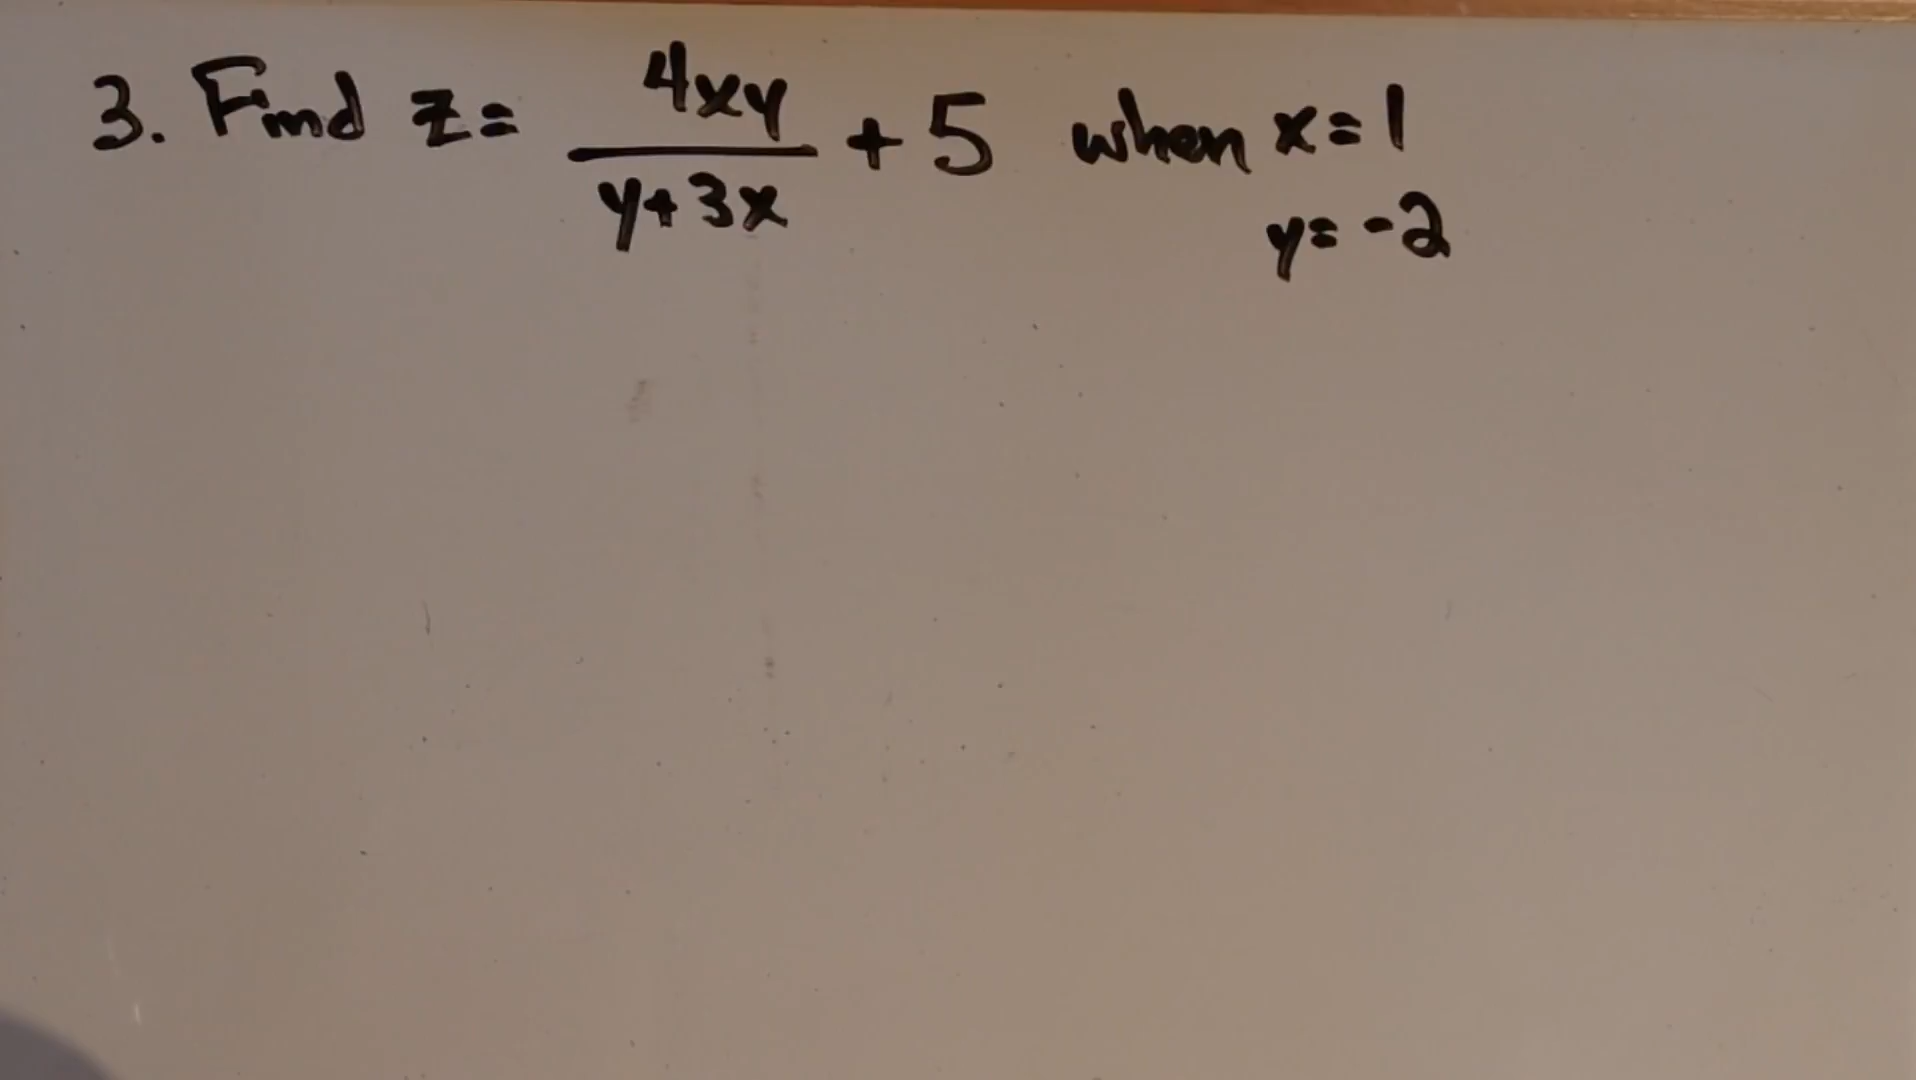 3. Find z = 4xy / y+3x + 5 when x=1
y= -2